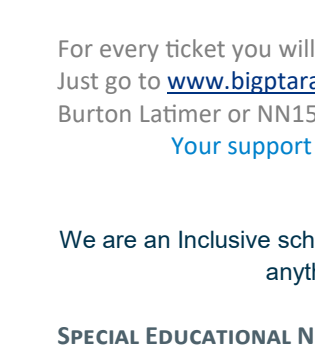 For every ticket you will
Just go to www.bigptara
Burton Latimer or NN15
Your support
We are an Inclusive sch
anyth
SPECIAL EDUCATIONAL N